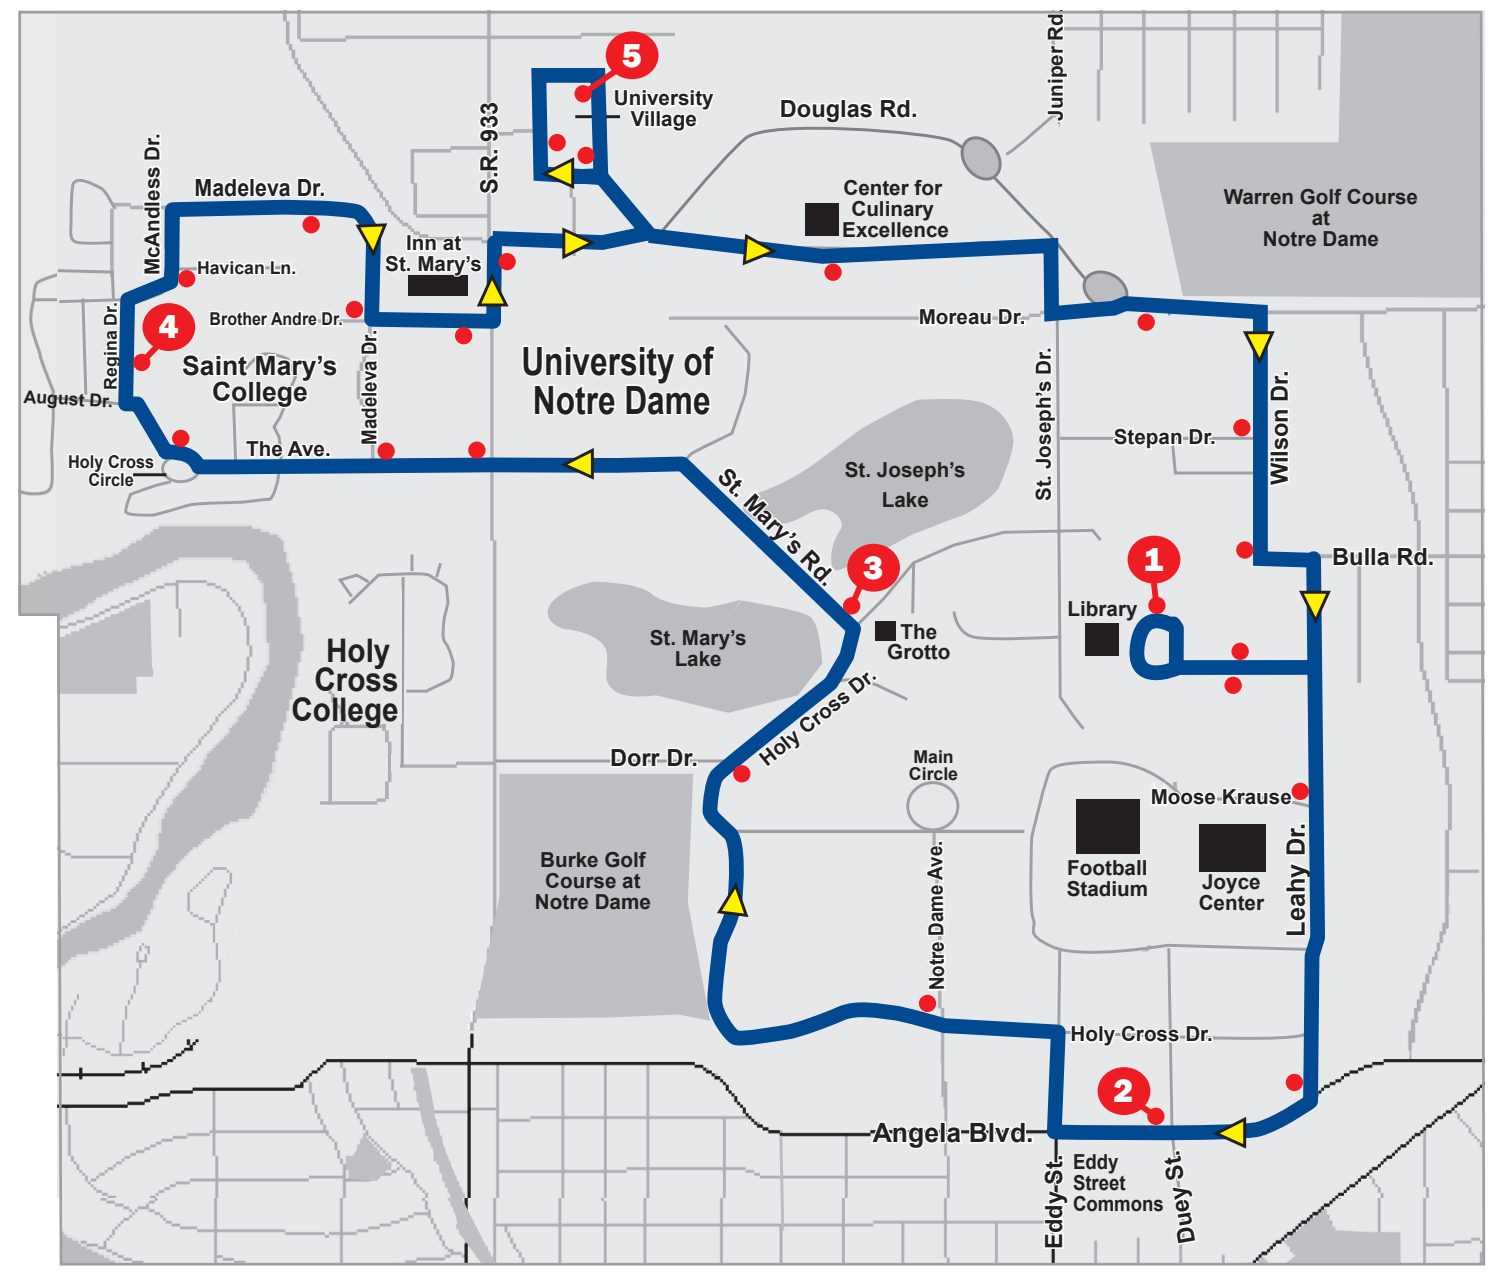 Juniper Rd.
5
University
Village
S.R. 933
Douglas Rd.
McAndless Dr.
Madeleva Dr.
Center for
Culinary
Excellence
Warren Golf Course
at
Notre Dame
Inn at
St. Mary's
Havican Ln.
Regina Dr.
4
Brother Andre Dr.
Moreau Dr.
Saint Mary's
College
Madeleva Dr.
University of
Notre Dame
August Dr.
St. Joseph's Dr.
Wilson Dr.
Stepan Dr.
The Ave.
Holy Cross
Circle
St. Mary's Rd.
St. Joseph's
Lake
3
1
Bulla Rd.
Library
The
Grotto
St. Mary's
Lake
Holy
Cross
College
Holy Cross Dr.
Dorr Dr.
Main
Circle
Moose Krause
Leahy Dr.
Football
Stadium
Joyce
Center
Burke Golf
Course at
Notre Dame
Notre Dame Ave.
Holy Cross Dr.
2
Angela Blvd.
Eddy St.
Eddy
Street
Commons
Duey St.